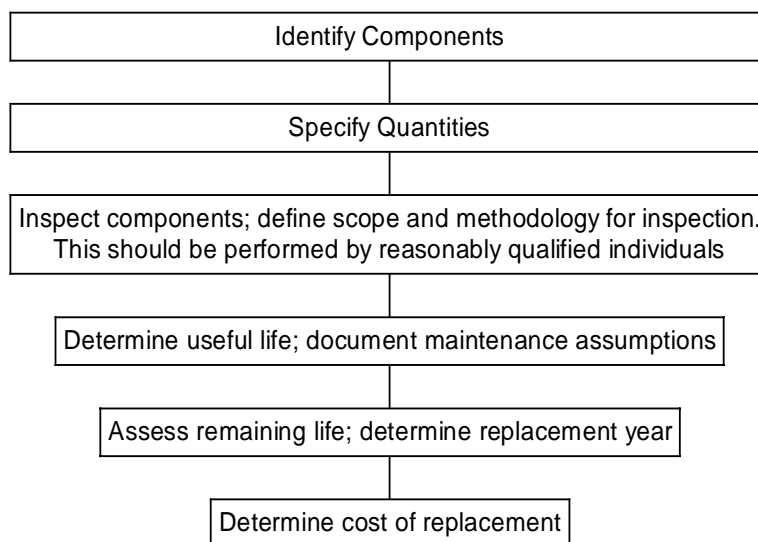 Identify Components
Specify Quantities
Inspect components; define scope and methodology for inspection.
This should be performed by reasonably qualified individuals
Determine useful life; document maintenance assumptions
Assess remaining life; determine replacement year
Determine cost of replacement